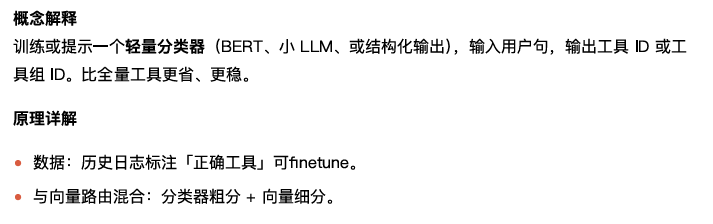 概念解释
训练或提示一个轻量分类器（BERT、小 LLM、或结构化输出），输入用户句，输出工具 ID 或工
具组 ID。比全量工具更省、更稳。
原理详解
• 数据：历史日志标注「正确工具」可finetune。
• 与向量路由混合：分类器粗分 + 向量细分。